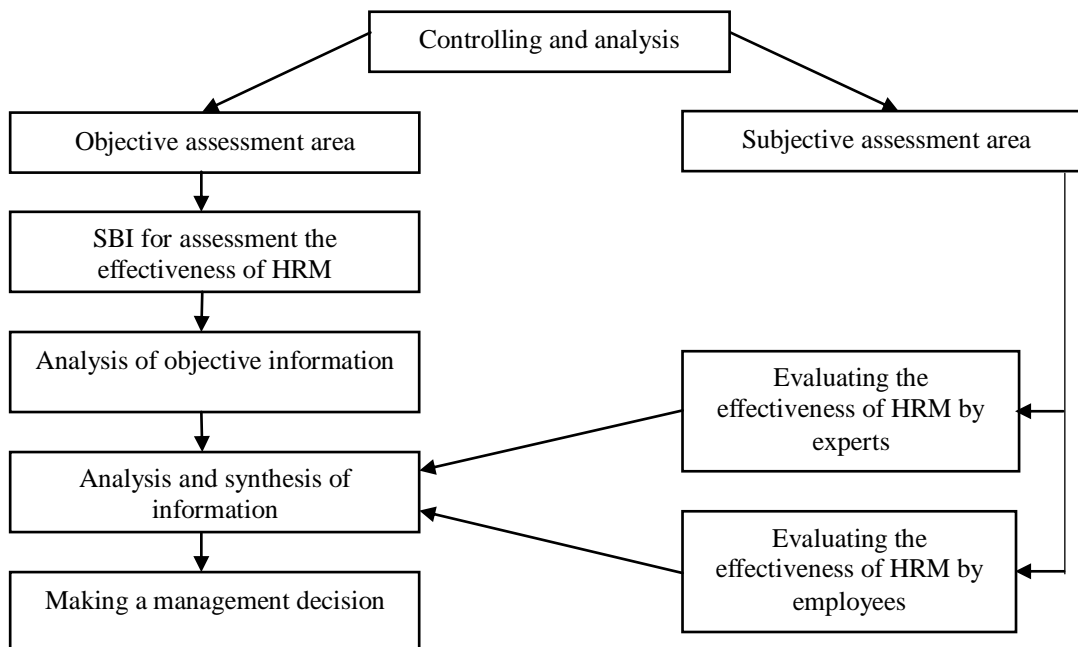 Controlling and analysis
Objective assessment area
Subjective assessment area
SBI for assessment the
effectiveness of HRM
Analysis of objective information
Evaluating the
effectiveness of HRM by
experts
Analysis and synthesis of
information
Evaluating the
effectiveness of HRM by
employees
Making a management decision